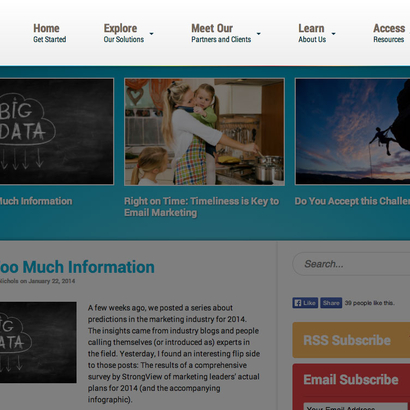 Home
Get Started
Explore
Our Solutions
Meet Our
Partners and Clients
Learn
About Us
Access
Resources
BIG
DATA
Much Information
Right on Time: Timeliness is Key to
Email Marketing
Do You Accept this
oo Much Information
Nichols on January 22, 2014
BIG
DATA
A few weeks ago, we posted a series about
predictions in the marketing industry for 2014.
The insights came from industry blogs and people
calling themselves (or introduced as) experts in
the field. Yesterday, I found an interesting flip side
to those posts: The results of a comprehensive
survey by StrongView of marketing leaders' actual
plans for 2014 (and the accompanying
infographic).
Search...
Like
Share
39 people like this.
RSS Subscribe
Email Subscribe
Your Email Address